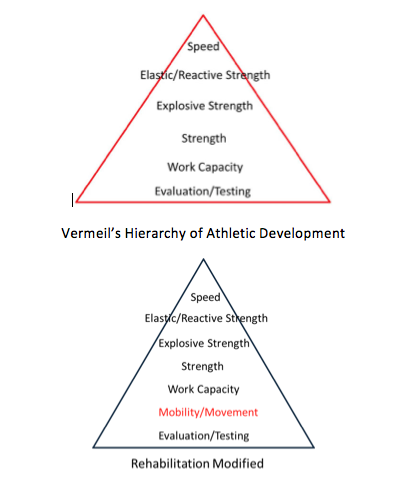 Speed
Elastic/Reactive Strength
Explosive Strength
Strength
Work Capacity
Evaluation/Testing
Vermeil's Hierarchy of Athletic Development
Speed
Elastic/Reactive Strength
Explosive Strength
Strength
Work Capacity
Mobility/Movement
Evaluation/Testing
Rehabilitation Modified